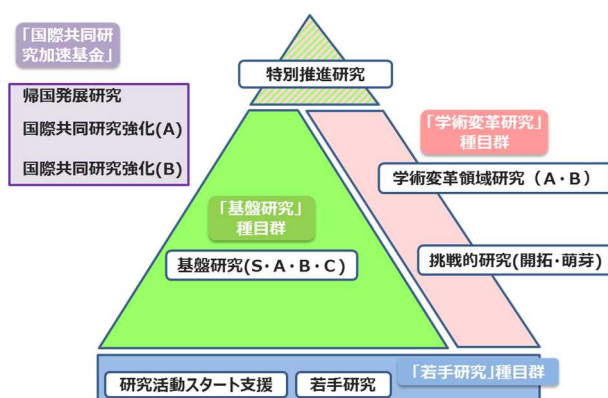 「国際共同研
究加速基金」
帰国発展研究
国際共同研究強化(A)
国際共同研究強化(B)
特別推進研究
「学術変革研究」
種目群
学術変革領域研究（A・B）
挑戦的研究(開拓・萌芽)
「基盤研究」
種目群
基盤研究(S・A・B・C)
「若手研究」種目群
研究活動スタート支援
若手研究